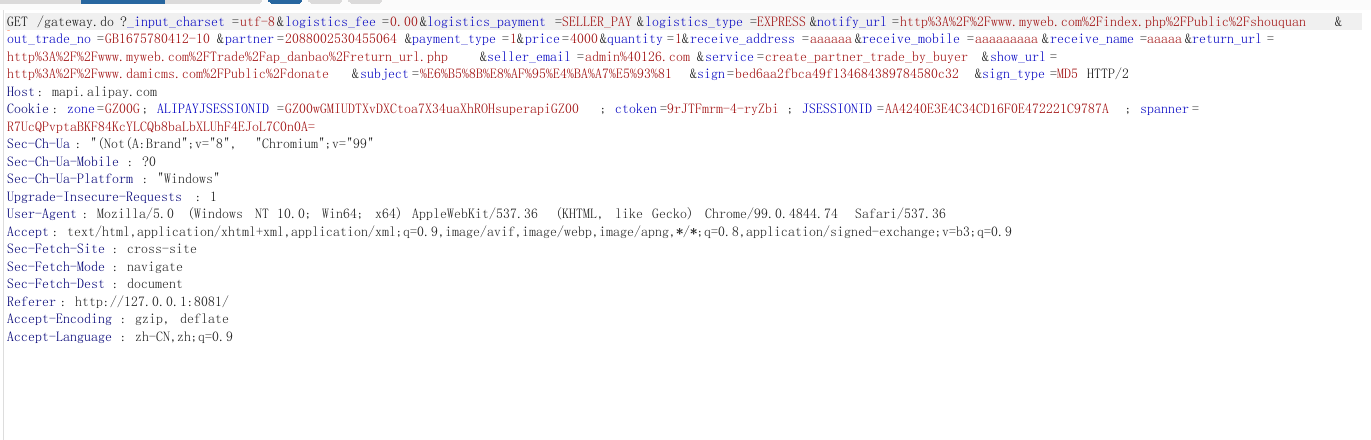 GET /gateway.do ?_input_charset =utf-8&logistics_fee =0.00&logistics_payment =SELLER_PAY &logistics_type =EXPRESS &notify_url =http%3A%2F%2Fwww.myweb.com%2Findex.php%2FPublic%2Fshouquan &
out_trade_no =GB1675780412-10 &partner=2088002530455064 &payment_type =1&price=4000&quantity =1&receive_address =aaaaaa&receive_mobile =aaaaaaaaaa &receive_name =aaaaa&return_url =
http%3A%2F%2Fwww.myweb.com%2FTrade%2Fap_danbao%2Freturn_url.php &seller_email =admin%40126.com &service=create_partner_trade_by_buyer &show_url =
http%3A%2F%2Fwww.damicms.com%2FPublic%2Fdonate &subject=%E6%B5%8B%E8%AF%95%E4%BA%A7%E5%93%81 &sign=bed6aa2fbca49f134684389784580c32 &sign_type =MD5 HTTP/2
Host: mapi.alipay.com
Cookie: zone=GZ00G; ALIPAYJSESSIONID =GZ00wGMIUDTXvDXCtoa7X34uaXhROHsuperapiGZ00 ; ctoken=9rJTFmrm-4-ryZbi ; JSESSIONID=AA4240E3E4C34CD16F0E472221C9787A ; spanner=
R7UcQPvptaBKF84KcYLCQb8baLbXLUhF4EJoL7C0n0A=
Sec-Ch-Ua : "(Not(A:Brand";v="8", "Chromium";v="99"
Sec-Ch-Ua-Mobile : ?0
Sec-Ch-Ua-Platform : "Windows"
Upgrade-Insecure-Requests : 1
User-Agent : Mozilla/5.0 (Windows NT 10.0; Win64; x64) AppleWebKit/537.36 (KHTML, like Gecko) Chrome/99.0.4844.74 Safari/537.36
Accept : text/html,application/xhtml+xml,application/xml;q=0.9,image/avif,image/webp,image/apng,*/*;q=0.8,application/signed-exchange;v=b3;q=0.9
Sec-Fetch-Site : cross-site
Sec-Fetch-Mode : navigate
Sec-Fetch-Dest : document
Referer : http://127.0.0.1:8081/
Accept-Encoding : gzip, deflate
Accept-Language : zh-CN,zh;q=0.9